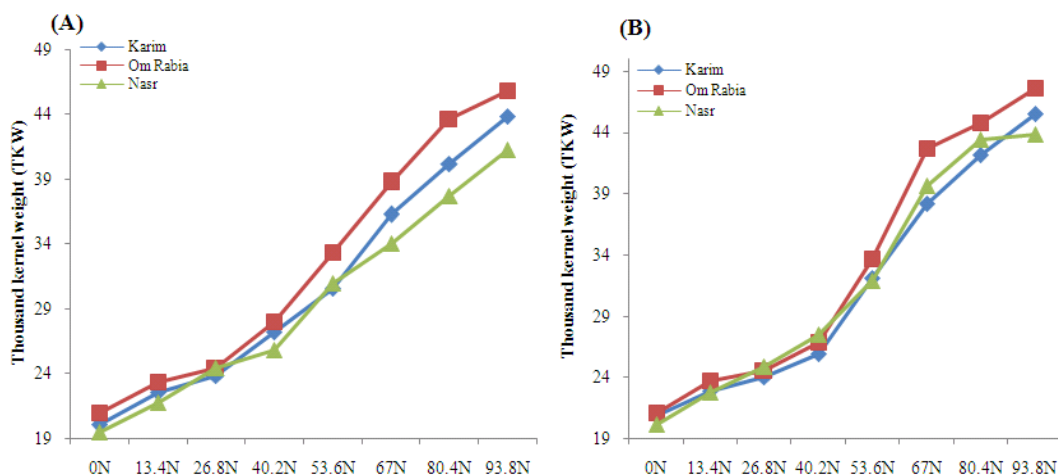 (A)
Karim
Om Rabia
Nasr
Thousand kernel weight (TKW)
49
44
39
34
29
24
19
0N 13.4N 26.8N 40.2N 53.6N 67N 80.4N 93.8N
(B)
Karim
Om Rabia
Nasr
Thousand kernel weight (TKW)
49
44
39
34
29
24
19
0N 13.4N 26.8N 40.2N 53.6N 67N 80.4N 93.8N